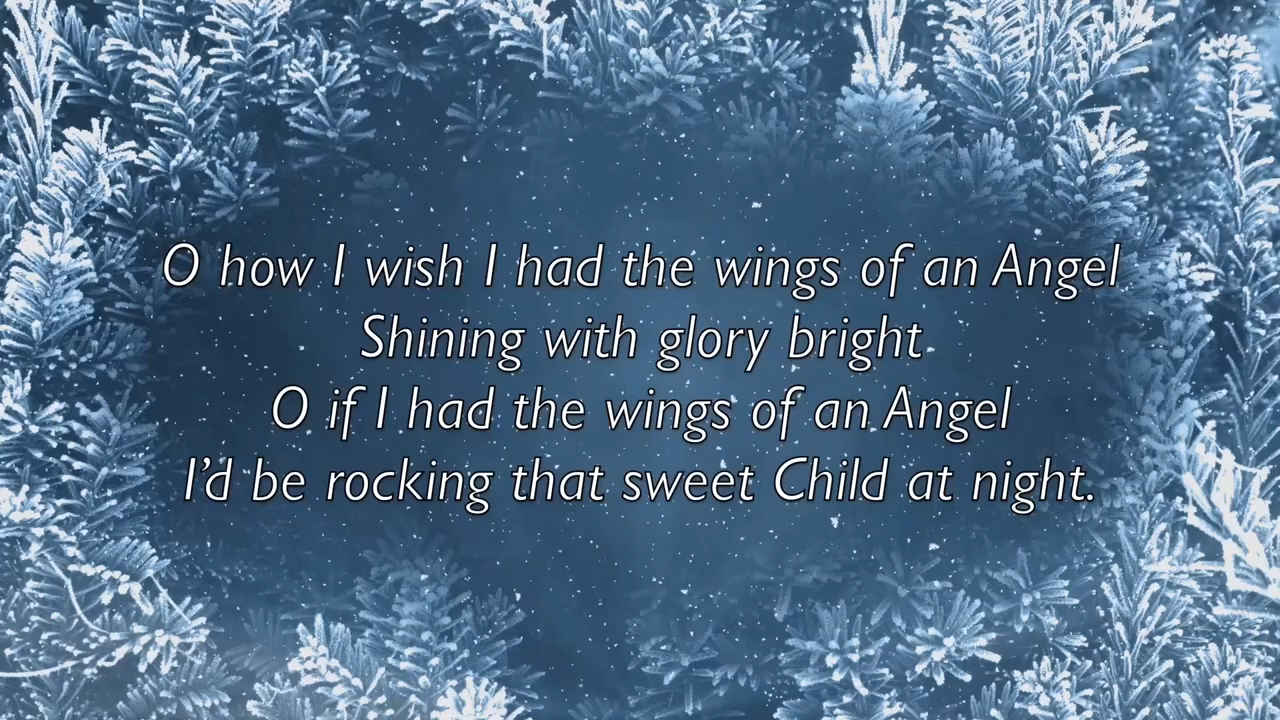 O how I wish I had the wings of an Angel
Shining with glory bright
O if I had the wings of an Angel
I’d be rocking that sweet Child at night.